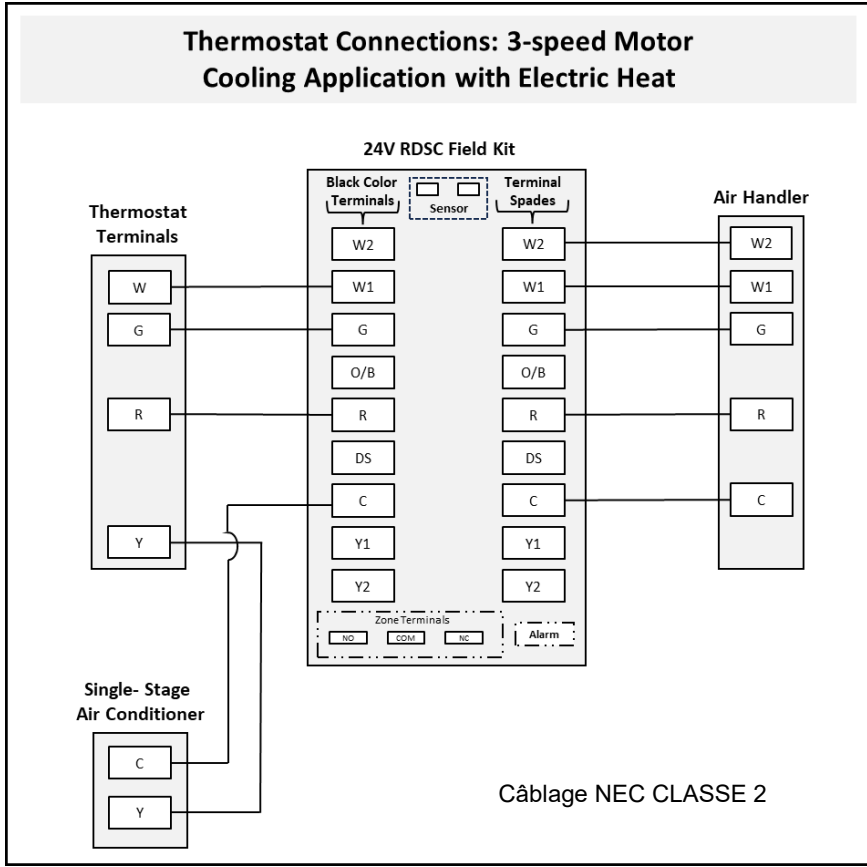 Thermostat Connections: 3-speed Motor
Cooling Application with Electric Heat
24V RDSC Field Kit
Black Color
Terminals
Sensor
Terminal
Spades
Thermostat
Terminals
Air Handler
W
G
R
Y
W2
W1
G
O/B
R
DS
C
Y1
Y2
W2
W1
G
O/B
R
DS
C
Y1
Y2
W2
W1
G
R
C
Zone Terminals
NO COM NC
Alarm
Single- Stage
Air Conditioner
C
Y
Câblage NEC CLASSE 2